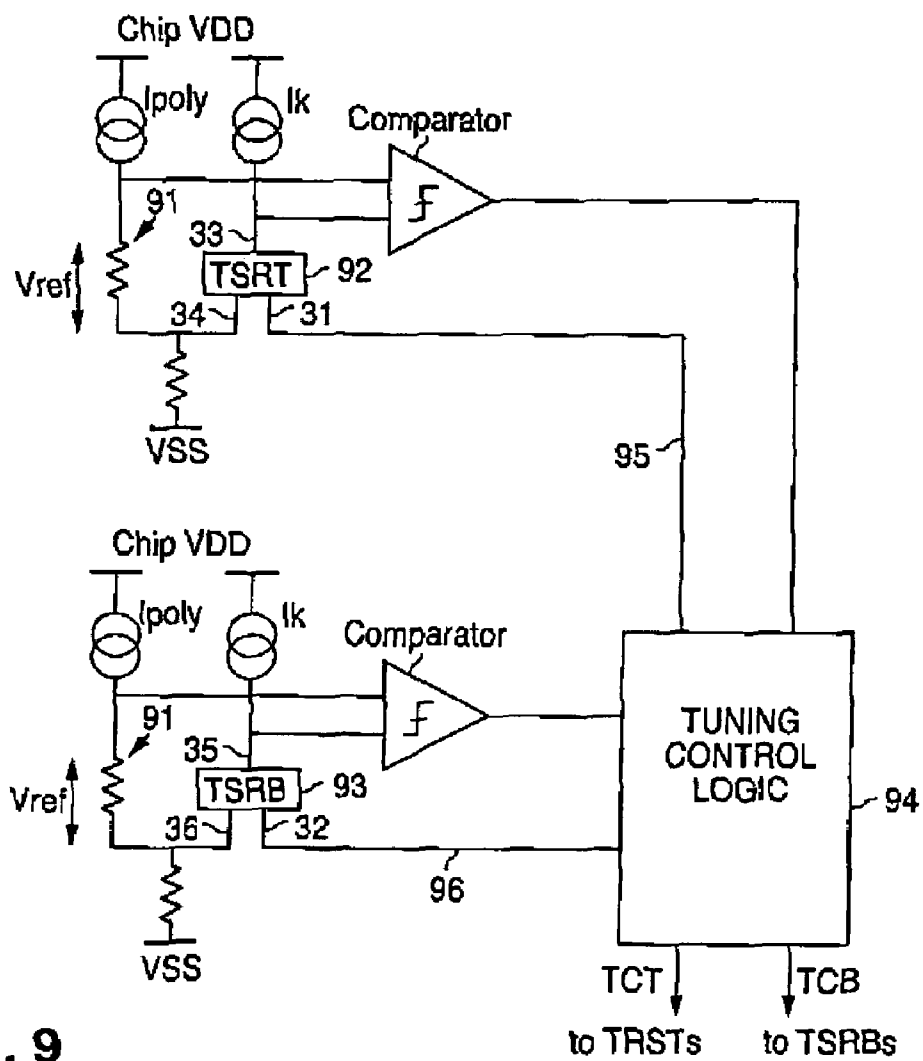 Chip VDD
Ipoly
Ik
Comparator
91
33
Vref
TSRT
92
34
31
VSS
95
Chip VDD
Ipoly
Ik
Comparator
91
35
TUNING
CONTROL
LOGIC
Vref
TSRB
93
94
36
32
96
VSS
TCT
TCB
to TRSTs
to TSRBs
. 9